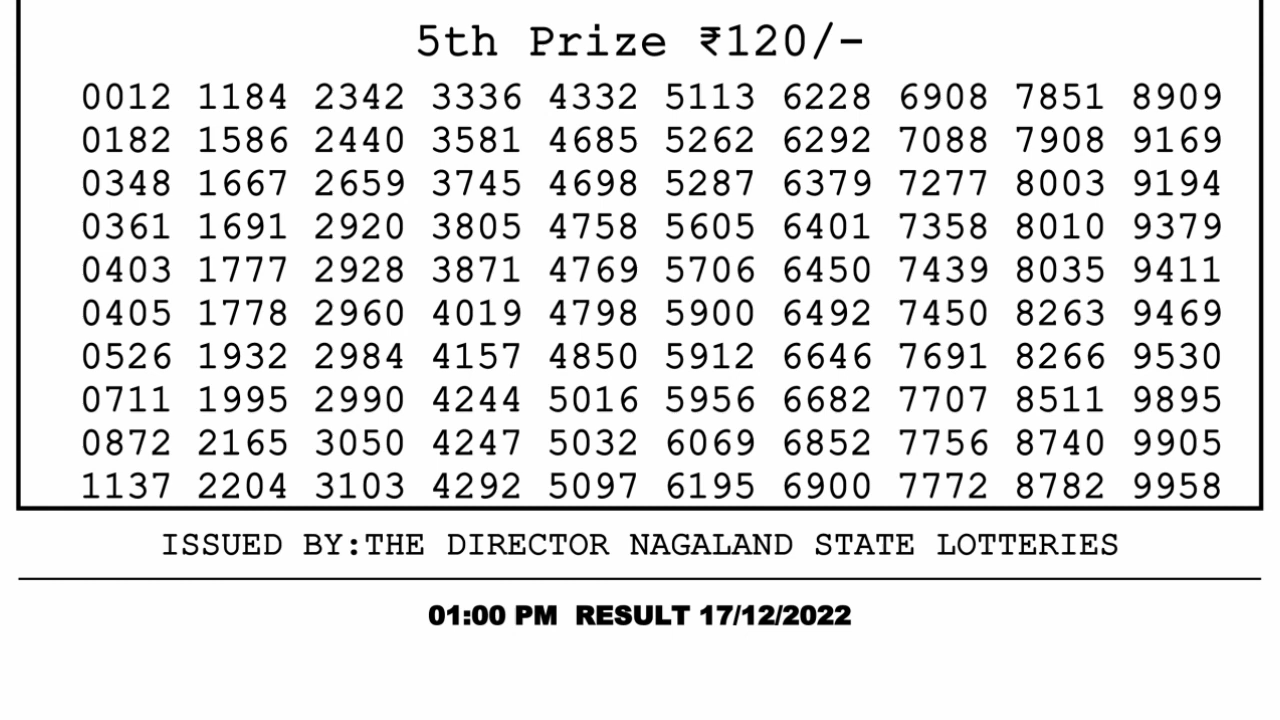 5th Prize ₹120/-
0012 1184 2342 3336 4332 5113 6228 6908 7851 8909
0182 1586 2440 3581 4685 5262 6292 7088 7908 9169
0348 1667 2659 3745 4698 5287 6379 7277 8003 9194
0361 1691 2920 3805 4758 5605 6401 7358 8010 9379
0403 1777 2928 3871 4769 5706 6450 7439 8035 9411
0405 1778 2960 4019 4798 5900 6492 7450 8263 9469
0526 1932 2984 4157 4850 5912 6646 7691 8266 9530
0711 1995 2990 4244 5016 5956 6682 7707 8511 9895
0872 2165 3050 4247 5032 6069 6852 7756 8740 9905
1137 2204 3103 4292 5097 6195 6900 7772 8782 9958
ISSUED BY:THE DIRECTOR NAGALAND STATE LOTTERIES
01:00 PM RESULT 17/12/2022